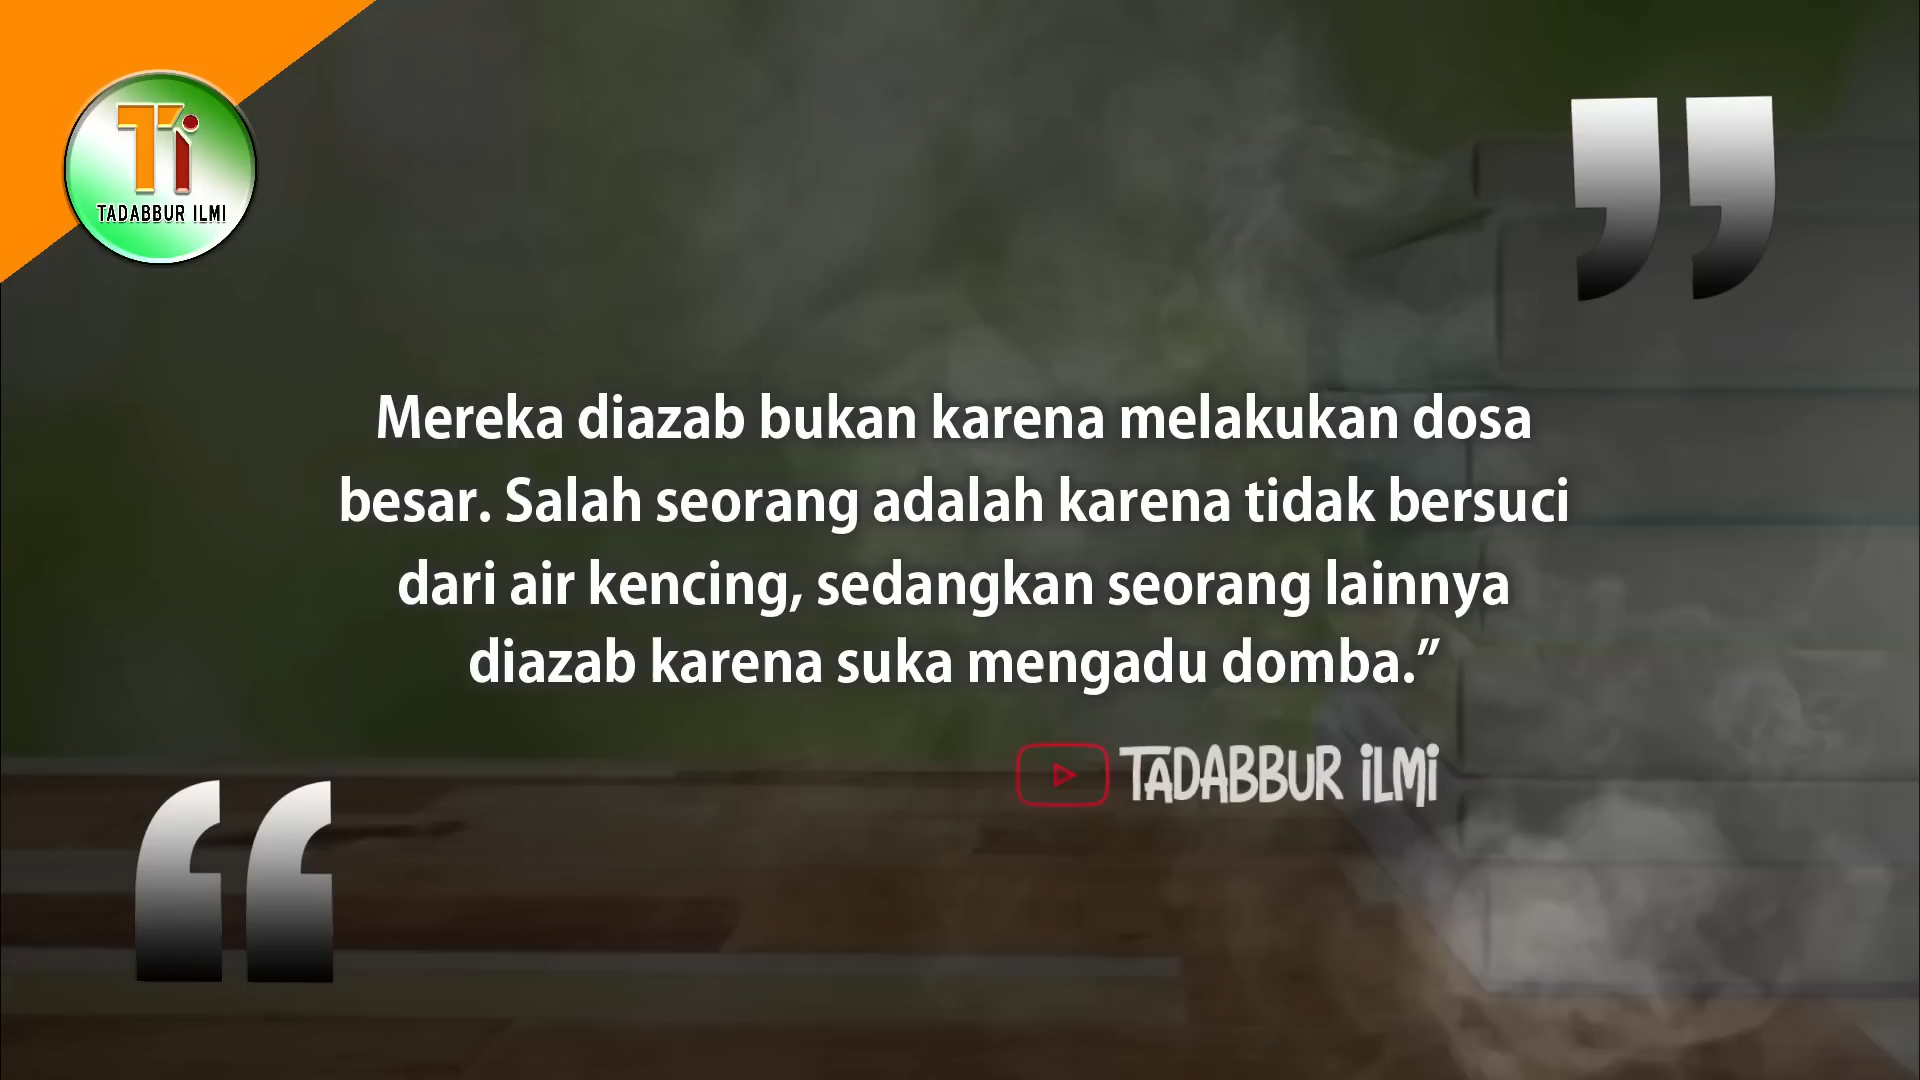 Ti
TADABBUR ILMI
Mereka diazab bukan karena melakukan dosa
besar. Salah seorang adalah karena tidak bersuci
dari air kencing, sedangkan seorang lainnya
diazab karena suka mengadu domba.”
TADABBUR iLMi